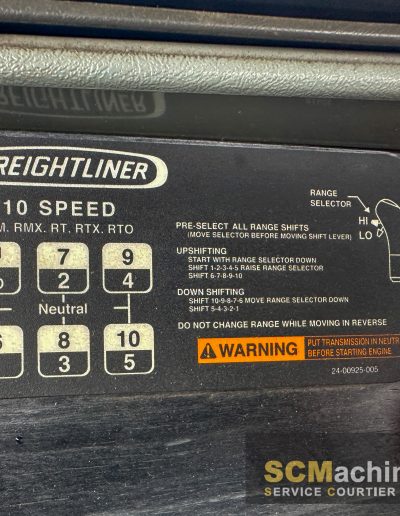 REIGHTLINER
REIGHTLINER
10 SPEED
M. RMX. RT. RTX. RTO
7 9
2 4
Neutral
6 8 10
3 5
RANGE
SELECTOR
HI
LO
PRE-SELECT ALL RANGE SHIFTS
(MOVE SELECTOR BEFORE MOVING SHIFT LEVER)
UPSHIFTING
START WITH RANGE SELECTOR DOWN
SHIFT 1-2-3-4-5 RAISE RANGE SELECTOR
SHIFT 6-7-8-9-10
DOWN SHIFTING
SHIFT 10-9-8-7-6 MOVE RANGE SELECTOR DOWN
SHIFT 5-4-3-2-1
DO NOT CHANGE RANGE WHILE MOVING IN REVERSE
WARNING
PUT TRANSMISSION IN NEUTR
BEFORE STARTING ENGINE
24-00925-005
SCMachin
SERVICE COURTIER